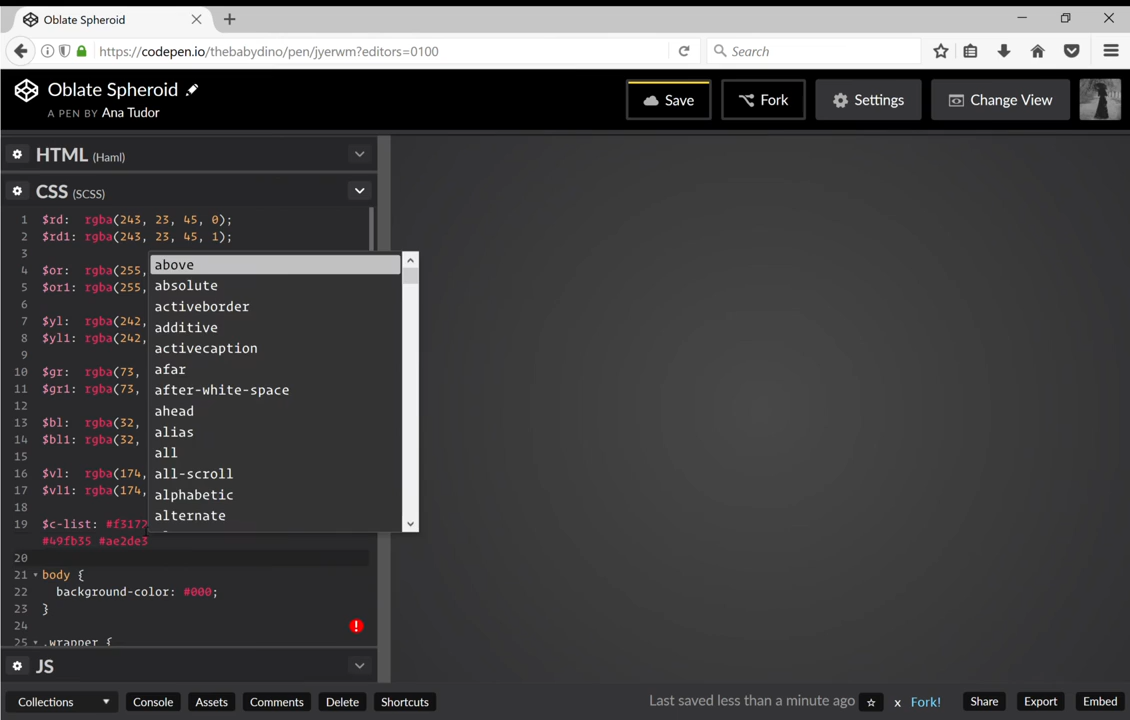 Oblate Spheroid
https://codepen.io/thebabydino/pen/jyerwm?editors=0100
Search
Oblate Spheroid
A PEN BY Ana Tudor
Save
Fork
Settings
Change View
HTML (Haml)
CSS (SCSS)
1 $rd:  rgba(243, 23, 45, 0);
2 $rd1: rgba(243, 23, 45, 1);
3
4 $or:  rgba(255,
5 $or1: rgba(255,
6
7 $yl:  rgba(242,
8 $yl1: rgba(242,
9
10 $gr:  rgba(73,
11 $gr1: rgba(73,
12
13 $bl:  rgba(32,
14 $bl1: rgba(32,
15
16 $vl:  rgba(174,
17 $vl1: rgba(174,
18
19 $c-list: #f3172
#49fb35 #ae2de3
20
21 body {
22 background-color: #000;
23 }
24
25 .wrapper {
above
absolute
activeborder
additive
activecaption
afar
after-white-space
ahead
alias
all
all-scroll
alphabetic
alternate
JS
Collections
Console
Assets
Comments
Delete
Shortcuts
Last saved less than a minute ago
x Fork!
Share
Export
Embed